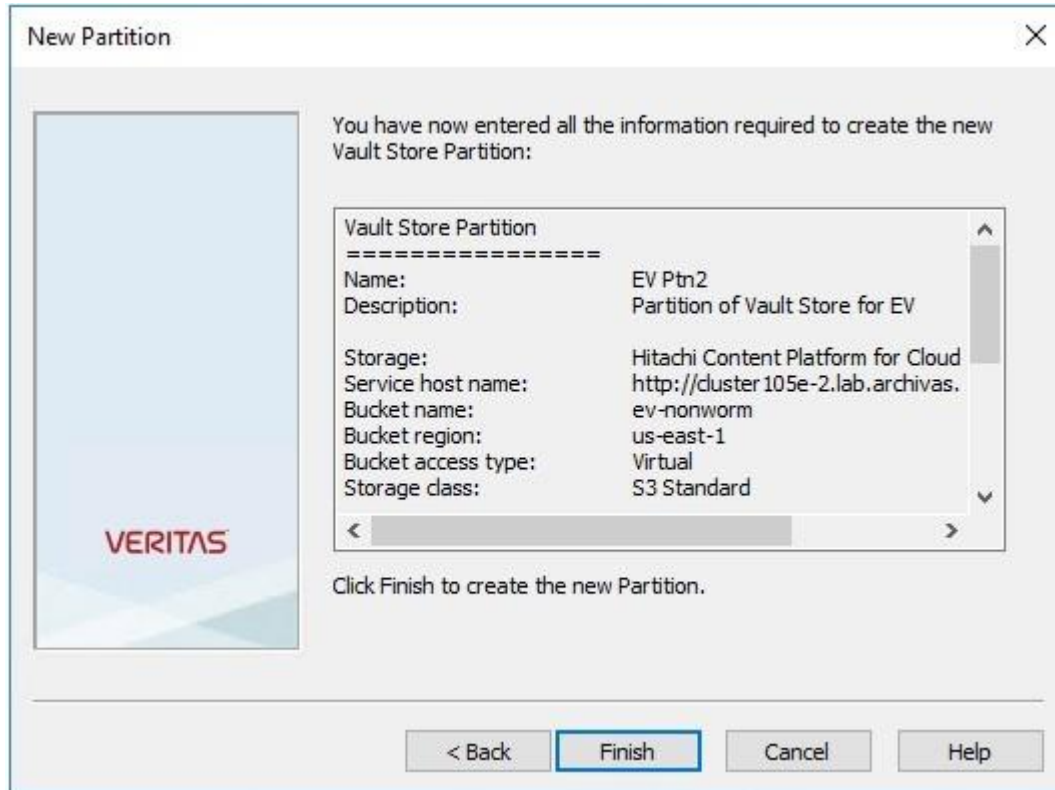 New Partition
You have now entered all the information required to create the new
Vault Store Partition:
Vault Store Partition
================
Name: EV Ptn2
Description: Partition of Vault Store for EV
Storage: Hitachi Content Platform for Cloud
Service host name: http://cluster105e-2.lab.archivas.
Bucket name: ev-nonworm
Bucket region: us-east-1
Bucket access type: Virtual
Storage class: S3 Standard
VERITAS
Click Finish to create the new Partition.
< Back Finish Cancel Help